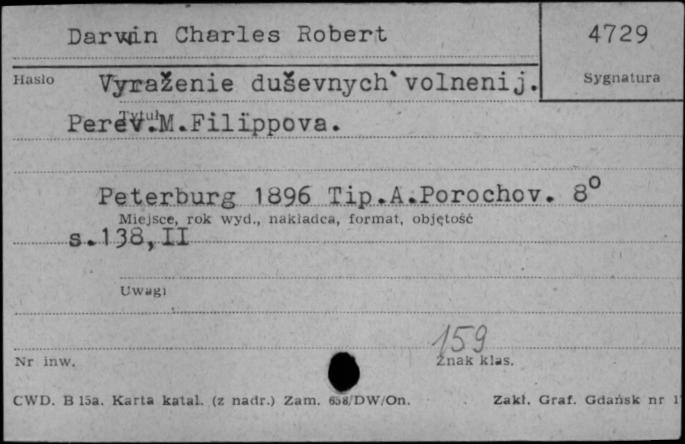 Darwin Charles Robert
4729
Hasło
Vyraženie duševnych volnenij.
Sygnatura
Tytuł
Perev.M.Filippova.
Peterburg 1896 Tip.A.Porochov. 8°
Miejsce, rok wyd., nakładca, format, objętość
s.138,II
Uwagi
159
Nr inw.
Znak klas.
CWD. B 15a. Karta katal. (z nadr.) Zam. 658/DW/On.
Zakł. Graf. Gdańsk nr 1